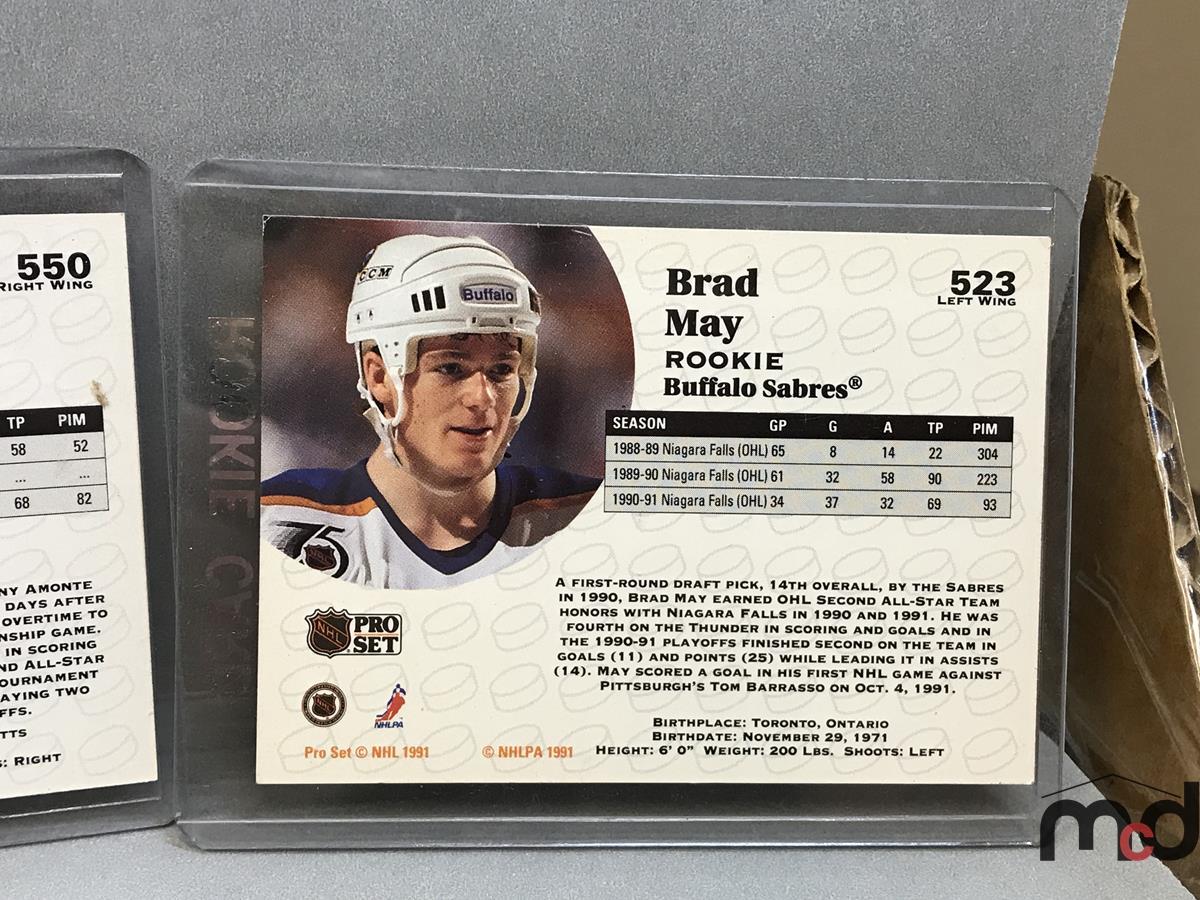 550
RIGHT WING
TP PIM
58 52
... ...
68 82
NY AMONTE
DAYS AFTER
OVERTIME TO
NSHIP GAME.
IN SCORING
ND ALL-STAR
OURNAMENT
AYING TWO
FFS.
TTS
: RIGHT
ROOKIE
CCM
Buffalo
75
NHL
Brad
May
ROOKIE
Buffalo Sabres®
523
LEFT WING
SEASON GP G A TP PIM
1988-89 Niagara Falls (OHL) 65 8 14 22 304
1989-90 Niagara Falls (OHL) 61 32 58 90 223
1990-91 Niagara Falls (OHL) 34 37 32 69 93
A FIRST-ROUND DRAFT PICK, 14TH OVERALL, BY THE SABRES
IN 1990, BRAD MAY EARNED OHL SECOND ALL-STAR TEAM
HONORS WITH NIAGARA FALLS IN 1990 AND 1991. HE WAS
FOURTH ON THE THUNDER IN SCORING AND GOALS AND IN
THE 1990-91 PLAYOFFS FINISHED SECOND ON THE TEAM IN
GOALS (11) AND POINTS (25) WHILE LEADING IT IN ASSISTS
(14). MAY SCORED A GOAL IN HIS FIRST NHL GAME AGAINST
PITTSBURGH'S TOM BARRASSO ON OCT. 4, 1991.
BIRTHPLACE: TORONTO, ONTARIO
BIRTHDATE: NOVEMBER 29, 1971
HEIGHT: 6' 0" WEIGHT: 200 LBS. SHOOTS: LEFT
NHL
PRO
SET
NHL
NHLPA
Pro Set © NHL 1991
© NHLPA 1991
mcd